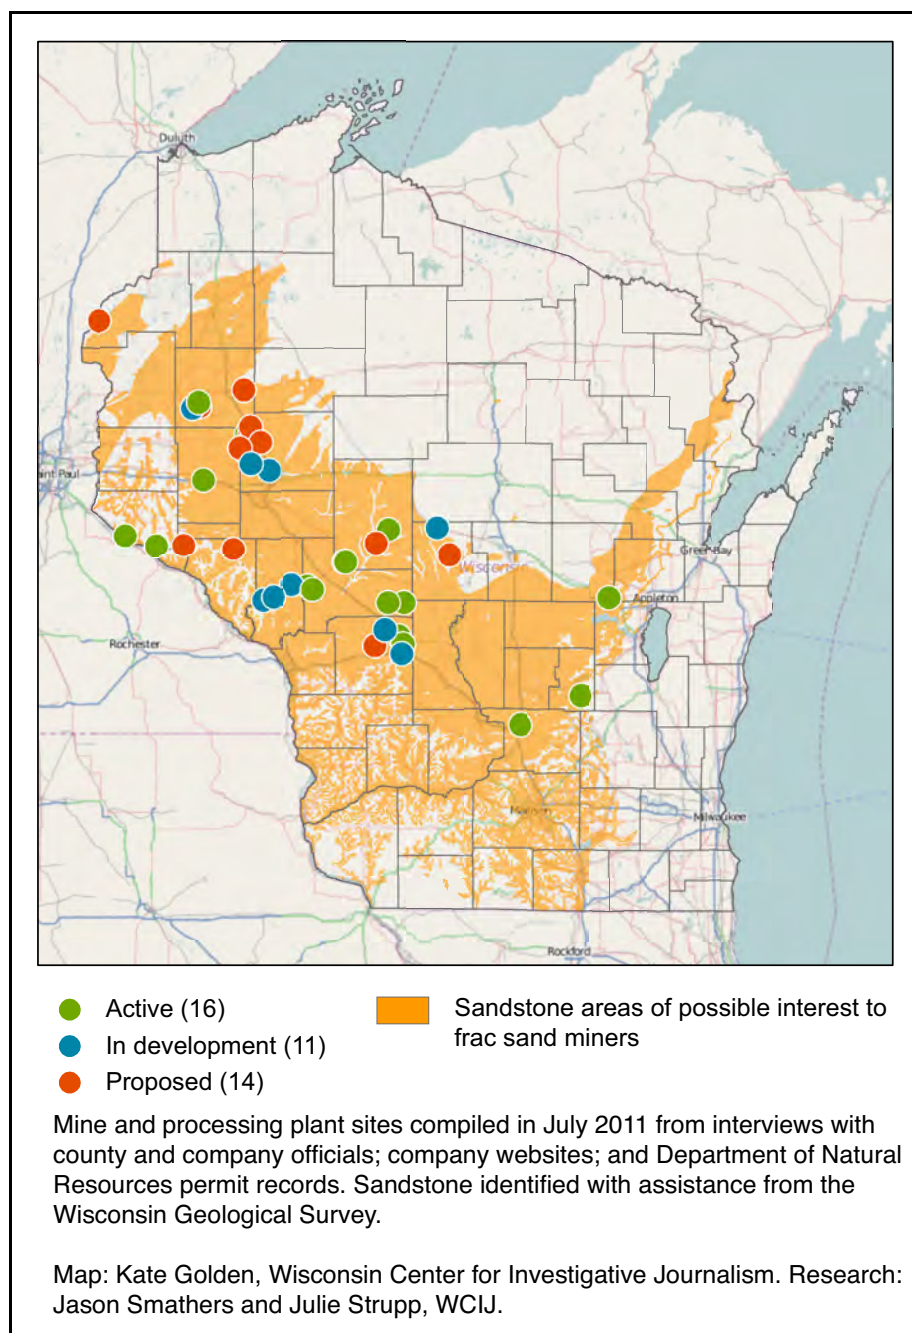 Duluth
aint Paul
Wisconsin
Green Bay
Appleton
Rochester
Madison
Milwaukee
Rockford
Active (16)
In development (11)
Proposed (14)
Sandstone areas of possible interest to
frac sand miners
Mine and processing plant sites compiled in July 2011 from interviews with
county and company officials; company websites; and Department of Natural
Resources permit records. Sandstone identified with assistance from the
Wisconsin Geological Survey.
Map: Kate Golden, Wisconsin Center for Investigative Journalism. Research:
Jason Smathers and Julie Strupp, WCIJ.